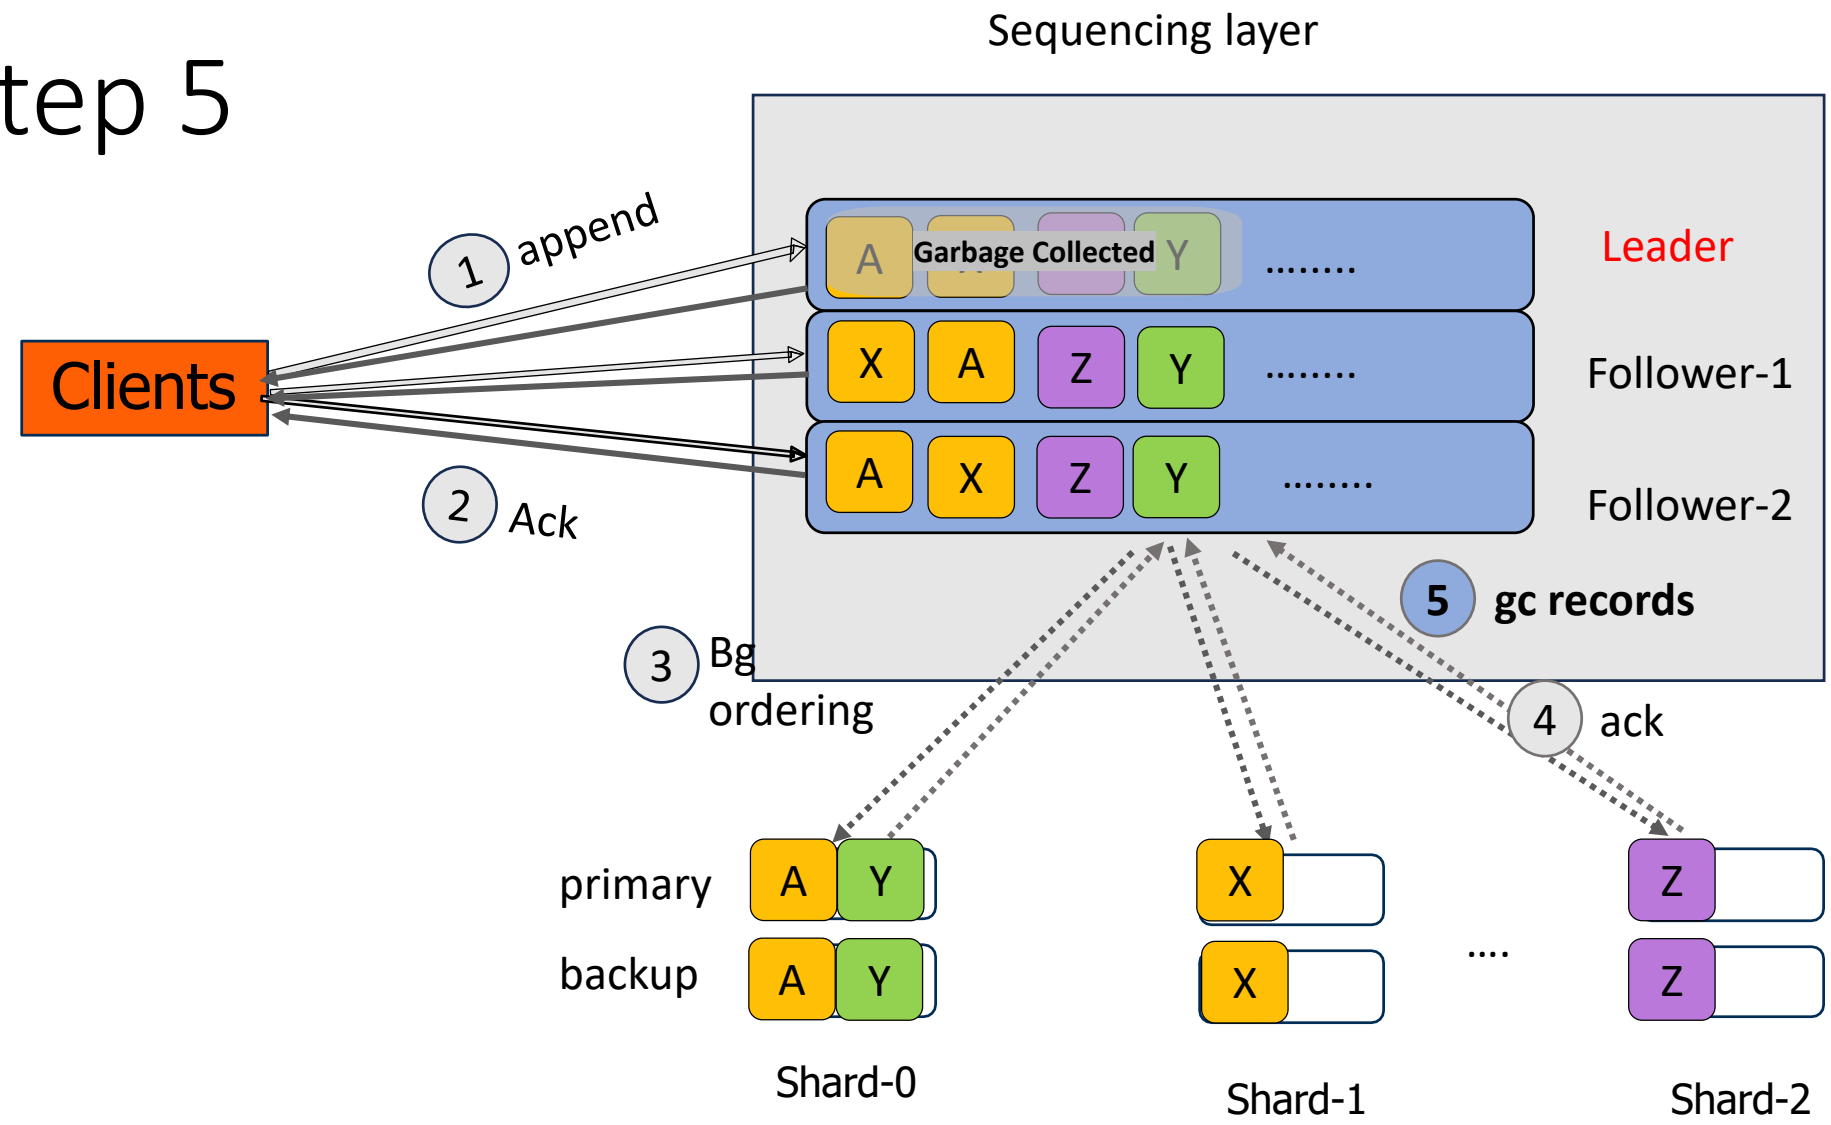 Sequencing layer
tep 5
1 append
A Garbage Collected Y ........
Leader
X A Z Y ........
Follower-1
Clients
A X Z Y ........
Follower-2
2 Ack
5 gc records
3 Bg
ordering
4 ack
primary A Y X Z
backup A Y X .... Z
Shard-0 Shard-1 Shard-2